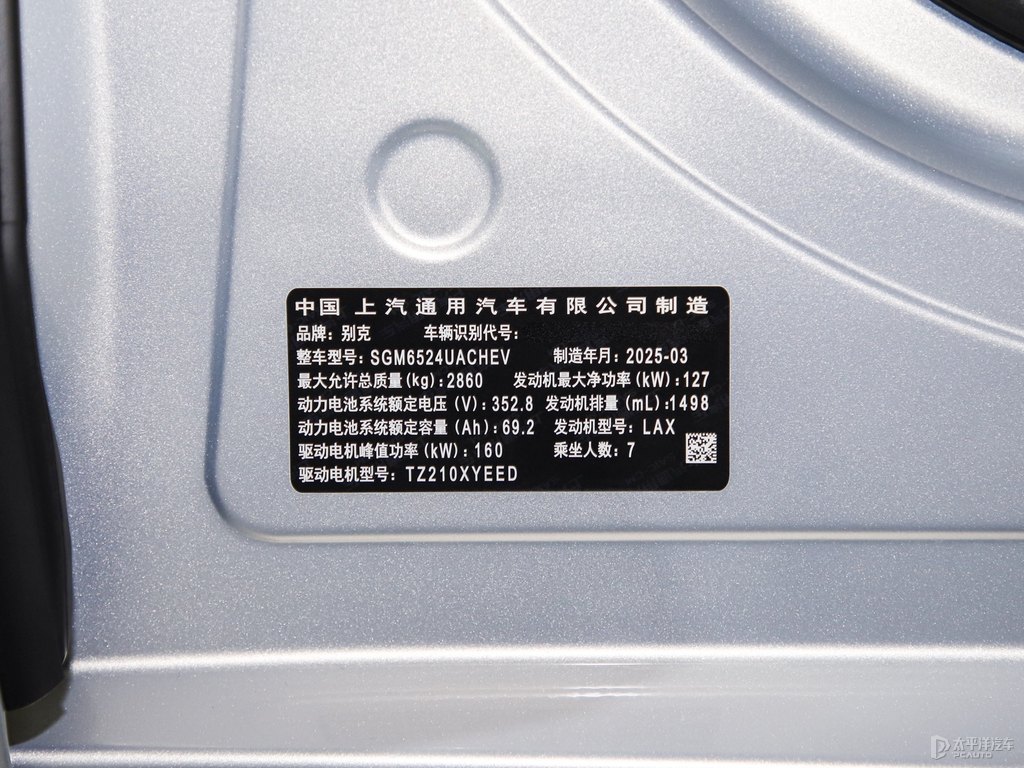 中国 上汽通用汽车有限公司制造
品牌：别克 车辆识别代号：
整车型号：SGM6524UACHEV 制造年月：2025-03
最大允许总质量(kg)：2860 发动机最大净功率(kW)：127
动力电池系统额定电压(V)：352.8 发动机排量(mL)：1498
动力电池系统额定容量(Ah)：69.2 发动机型号：LAX
驱动电机峰值功率(kW)：160 乘坐人数：7
驱动电机型号：TZ210XYEED
太平洋汽车
PCAUTO